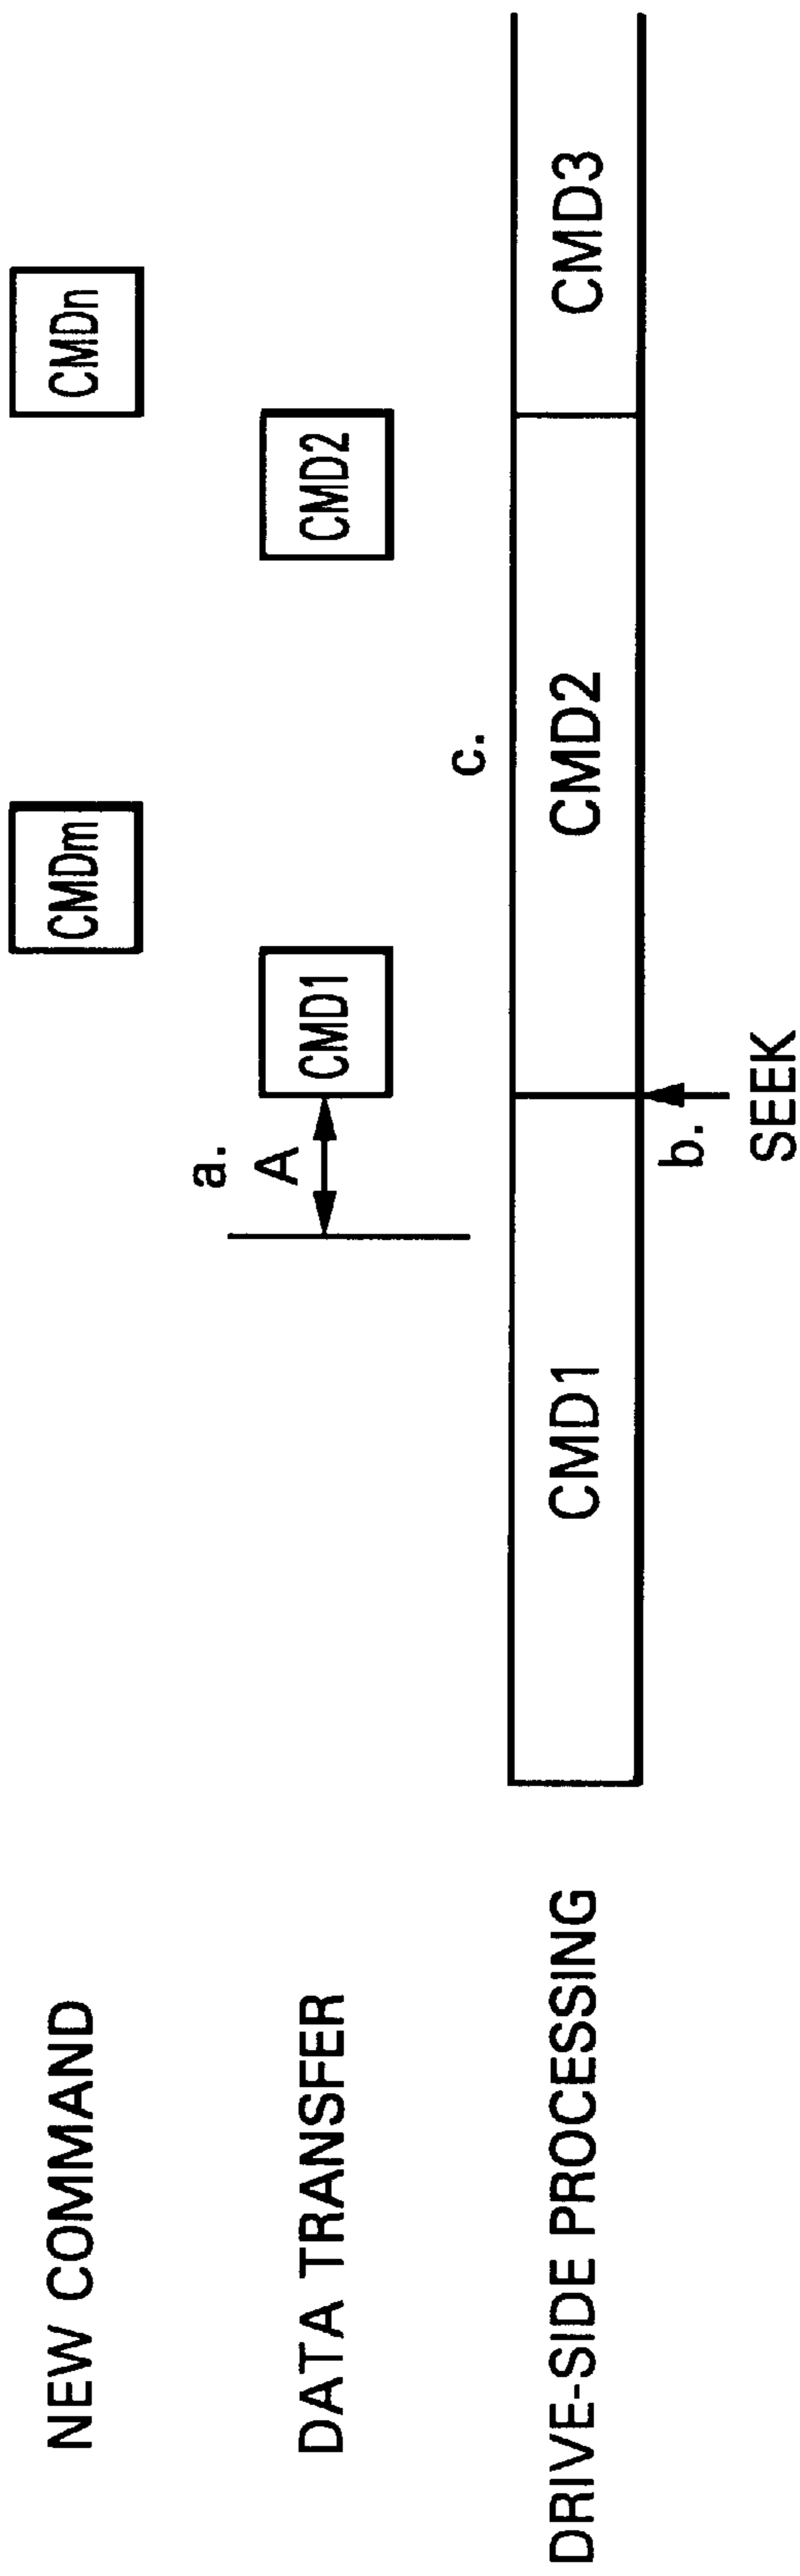 NEW COMMAND
CMDm
CMDn
DATA TRANSFER
a.
A
CMD1
CMD2
c.
DRIVE-SIDE PROCESSING
CMD1
CMD2
CMD3
b.
SEEK